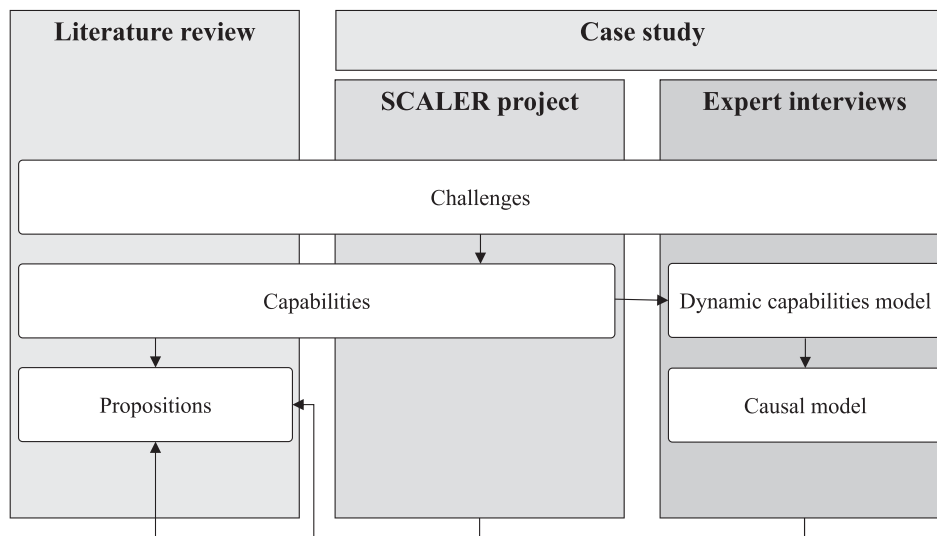 Literature review
Case study
SCALER project
Expert interviews
Challenges
Capabilities
Dynamic capabilities model
Propositions
Causal model